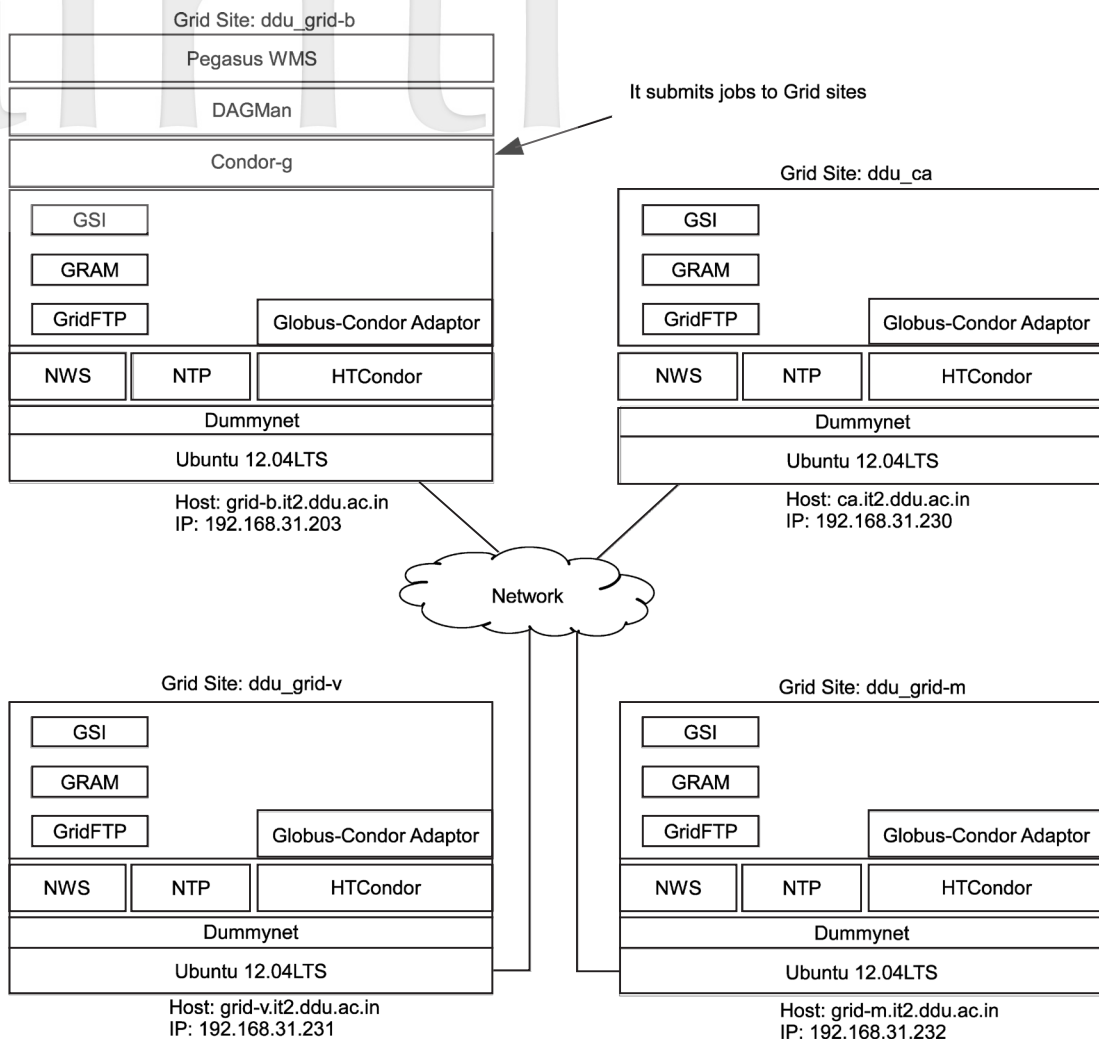 Grid Site: ddu_grid-b
Pegasus WMS
DAGMan
Condor-g
It submits jobs to Grid sites
GSI
GRAM
GridFTP
Globus-Condor Adaptor
NWS
NTP
HTCondor
Dummynet
Ubuntu 12.04LTS
Host: grid-b.it2.ddu.ac.in
IP: 192.168.31.203
Grid Site: ddu_ca
GSI
GRAM
GridFTP
Globus-Condor Adaptor
NWS
NTP
HTCondor
Dummynet
Ubuntu 12.04LTS
Host: ca.it2.ddu.ac.in
IP: 192.168.31.230
Network
Grid Site: ddu_grid-v
GSI
GRAM
GridFTP
Globus-Condor Adaptor
NWS
NTP
HTCondor
Dummynet
Ubuntu 12.04LTS
Host: grid-v.it2.ddu.ac.in
IP: 192.168.31.231
Grid Site: ddu_grid-m
GSI
GRAM
GridFTP
Globus-Condor Adaptor
NWS
NTP
HTCondor
Dummynet
Ubuntu 12.04LTS
Host: grid-m.it2.ddu.ac.in
IP: 192.168.31.232